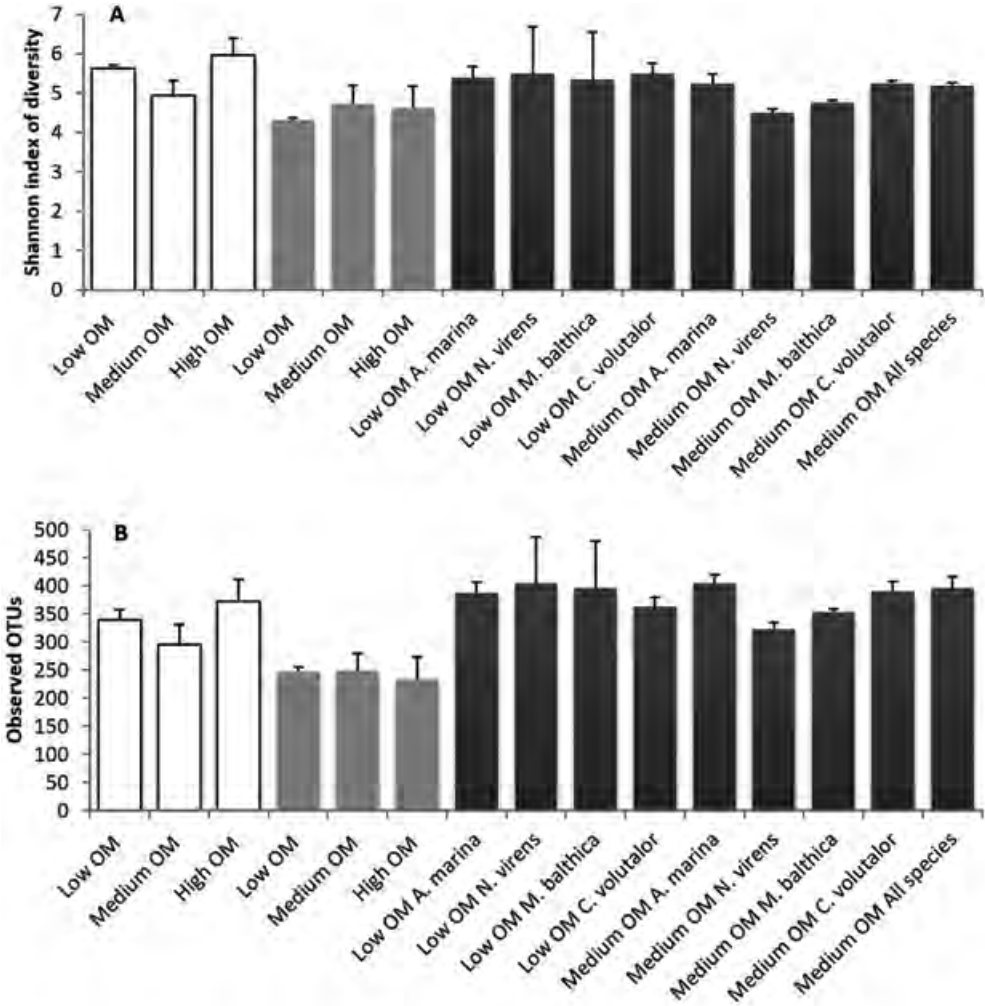 A
Shannon index of diversity
7
6
5
4
3
2
1
0
Low OM
Medium OM
High OM
Low OM
Medium OM
High OM
Low OM A. marina
Low OM N. virens
Low OM M. balthica
Low OM C. volutator
Medium OM A. marina
Medium OM N. virens
Medium OM M. balthica
Medium OM C. volutalor
Medium OM All species
B
Observed OTUs
500
450
400
350
300
250
200
150
100
50
0
Low OM
Medium OM
High OM
Low OM
Medium OM
High OM
Low OM A. marina
Low OM N. virens
Low OM M. balthica
Low OM C. volutalor
Medium OM A. marina
Medium OM N. virens
Medium OM M. balthica
Medium OM C. volutalor
Medium OM All species